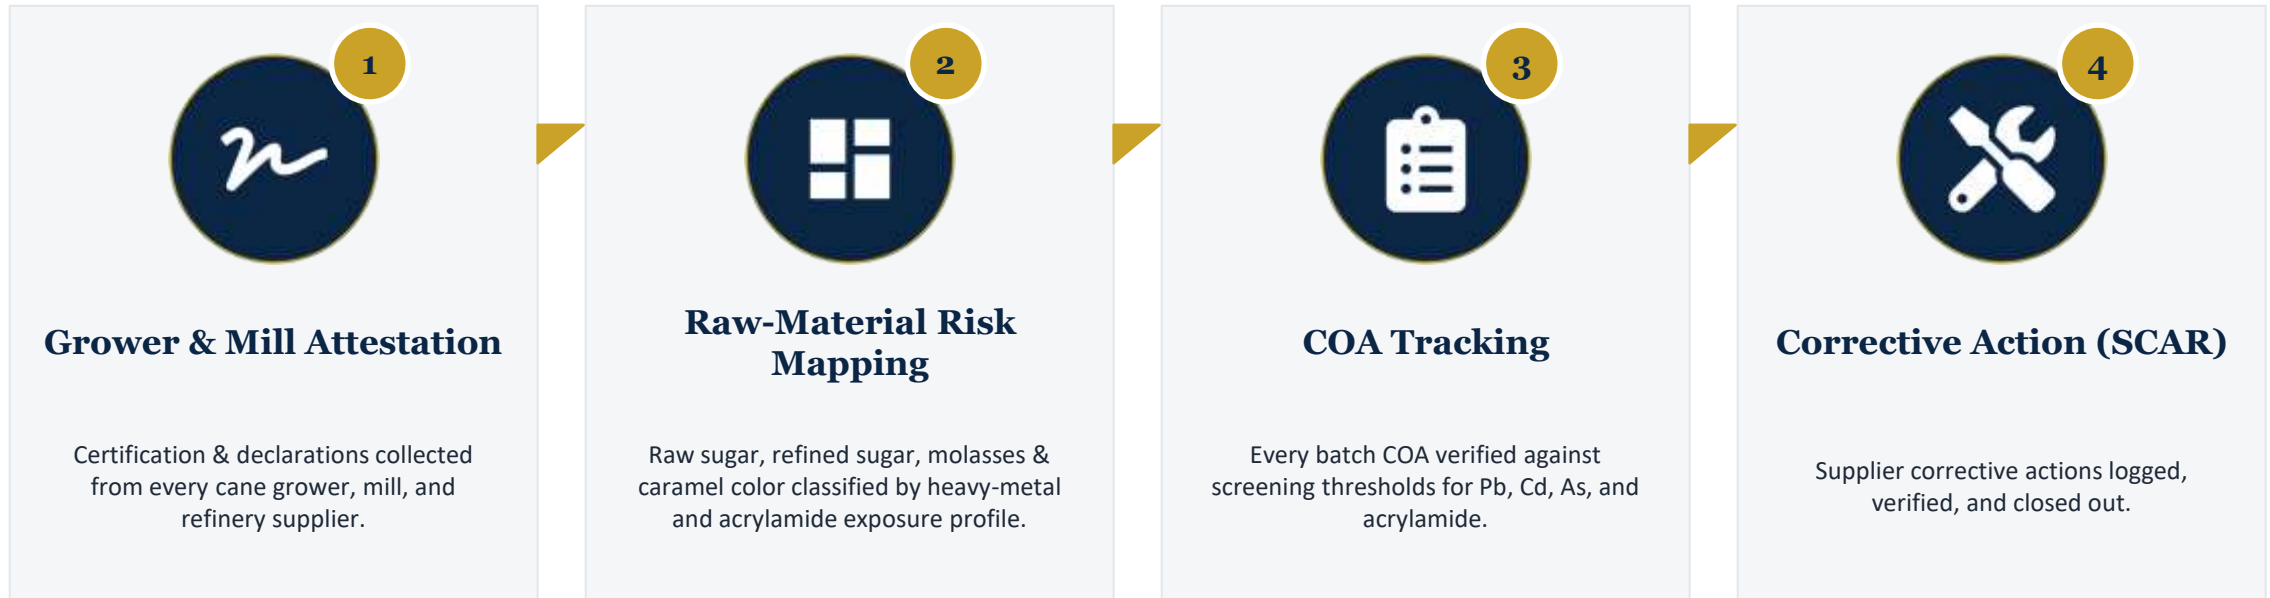 1
Grower & Mill Attestation
Certification & declarations collected
from every cane grower, mill, and
refinery supplier.
2
Raw-Material Risk
Mapping
Raw sugar, refined sugar, molasses &
caramel color classified by heavy-metal
and acrylamide exposure profile.
3
COA Tracking
Every batch COA verified against
screening thresholds for Pb, Cd, As, and
acrylamide.
4
Corrective Action (SCAR)
Supplier corrective actions logged,
verified, and closed out.